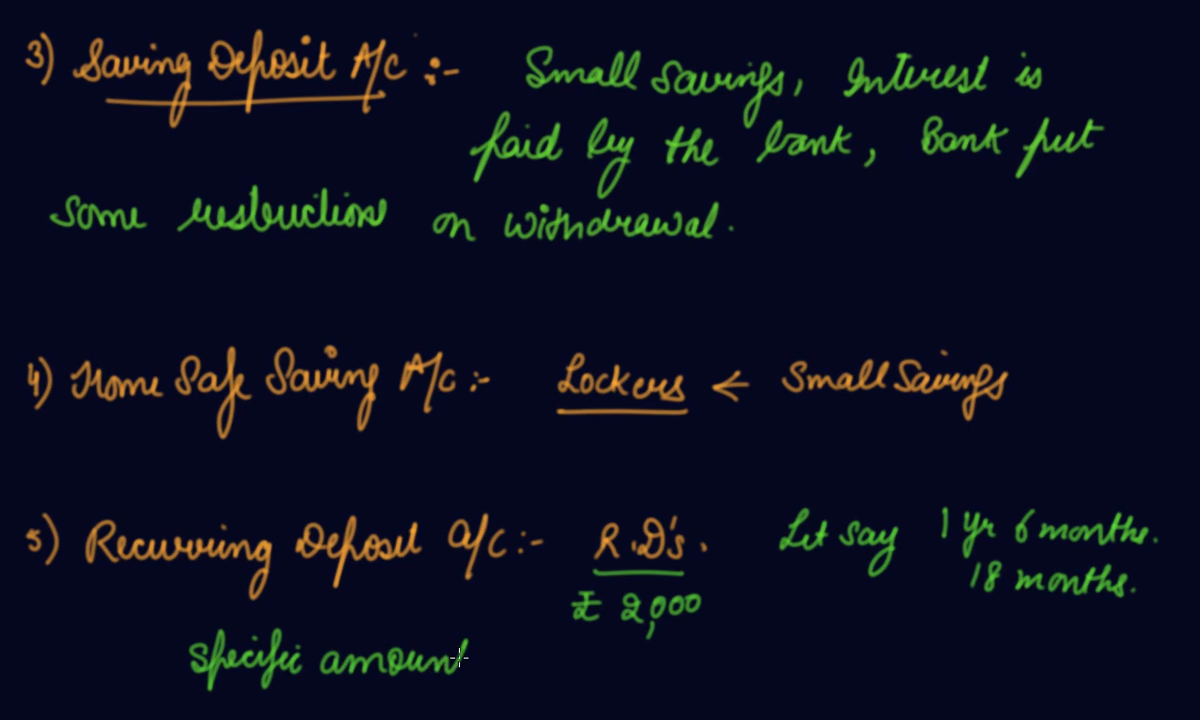 3) Saving Deposit A/c :- Small Savings, Interest is
paid by the bank, Bank put
some restrictions on withdrawal.
4) Home Safe Saving A/c :- Lockers ← Small Savings
5) Recurring Deposit a/c :- R.D's. Let say 1 yr 6 months.
18 months.
₹ 2,000
specific amount